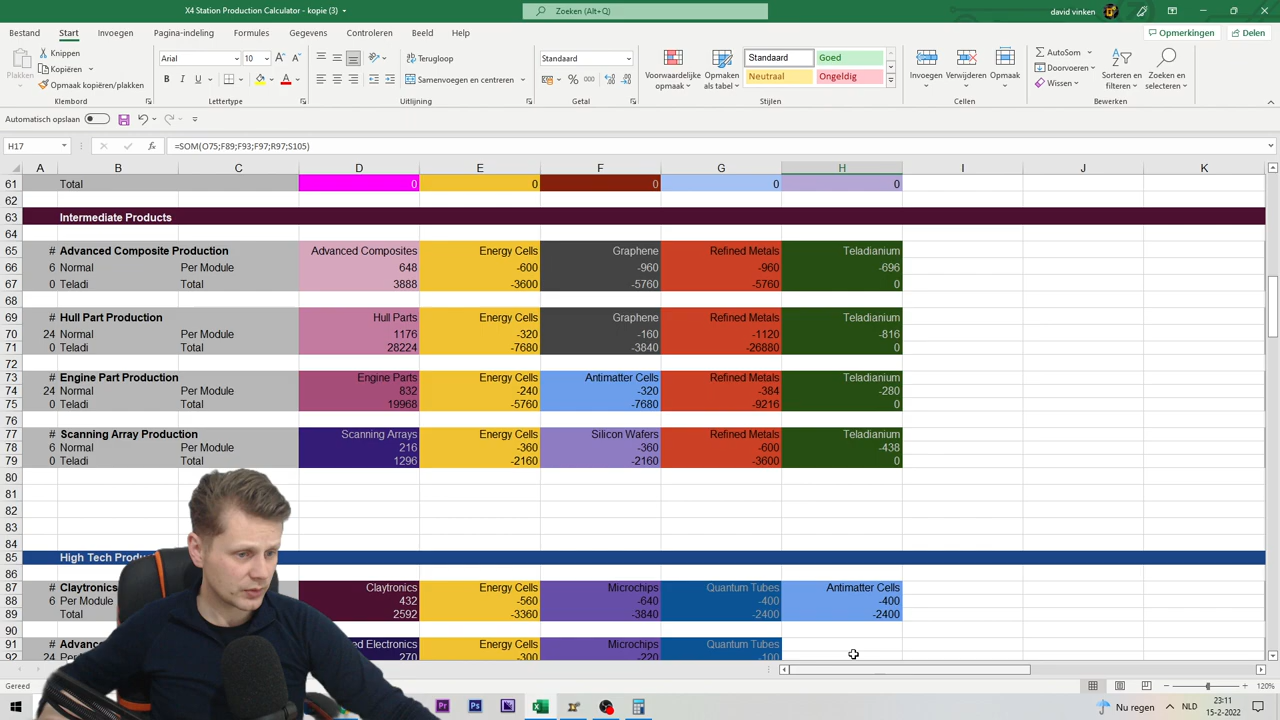 X4 Station Production Calculator - kopie (3)
Zoeken (Alt+Q)
david vinken
Bestand Start Invoegen Pagina-indeling Formules Gegevens Controleren Beeld Help
Opmerkingen Delen
Plakken
Knippen
Kopiëren
Opmaak kopiëren/plakken
Arial 10
B I U
Terugloop
Samenvoegen en centreren
Standaard
Voorwaardelijke opmaak
Opmaken als tabel
Standaard Goed
Neutraal Ongeldig
Invoegen Verwijderen Opmaak
AutoSom
Doorvoeren
Wissen
Sorteren en filteren
Zoeken en selecteren
Klembord Lettertype Uitlijning Getal Stijlen Cellen Bewerken
Automatisch opslaan
H17 =SOM(O75;F89;F93;F97;R97;S105)
A B C D E F G H I J K
61 Total 0 0 0 0 0
62
63 Intermediate Products
64
65 # Advanced Composite Production Advanced Composites Energy Cells Graphene Refined Metals Teladianium
66 6 Normal Per Module 648 -600 -960 -960 -696
67 0 Teladi Total 3888 -3600 -5760 -5760 0
68
69 # Hull Part Production Hull Parts Energy Cells Graphene Refined Metals Teladianium
70 24 Normal Per Module 1176 -320 -160 -1120 -816
71 0 Teladi Total 28224 -7680 -3840 -26880 0
72
73 # Engine Part Production Engine Parts Energy Cells Antimatter Cells Refined Metals Teladianium
74 24 Normal Per Module 832 -240 -320 -384 -280
75 0 Teladi Total 19968 -5760 -7680 -9216 0
76
77 # Scanning Array Production Scanning Arrays Energy Cells Silicon Wafers Refined Metals Teladianium
78 6 Normal Per Module 216 -360 -360 -600 -438
79 0 Teladi Total 1296 -2160 -2160 -3600 0
80
81
82
83
84
85 High Tech Produ
86
87 # Claytronics Claytronics Energy Cells Microchips Quantum Tubes Antimatter Cells
88 6 Per Module 432 -560 -640 -400 -400
89 Total 2592 -3360 -3840 -2400 -2400
90
91 # Advanc ed Electronics Energy Cells Microchips Quantum Tubes
92 24 Pe 270 -300 -220 -100
Gereed
120%
Nu regen
NLD
23:11
15-2-2022